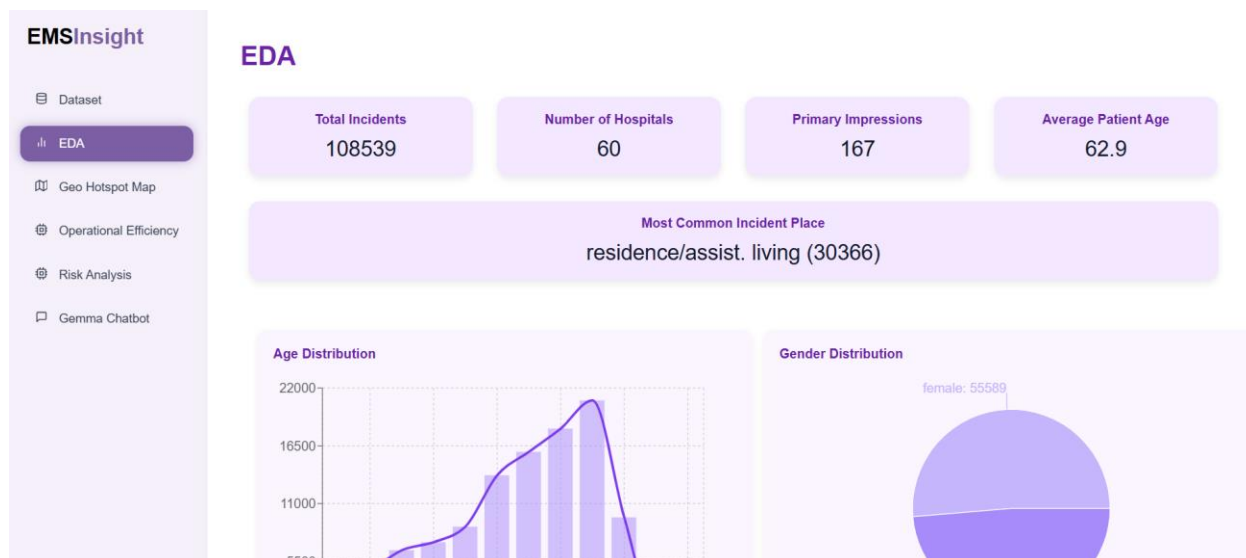 EMSInsight
Dataset
EDA
Geo Hotspot Map
Operational Efficiency
Risk Analysis
Gemma Chatbot
EDA
Total Incidents
108539
Number of Hospitals
60
Primary Impressions
167
Average Patient Age
62.9
Most Common Incident Place
residence/assist. living (30366)
Age Distribution
22000
16500
11000
Gender Distribution
female: 55589